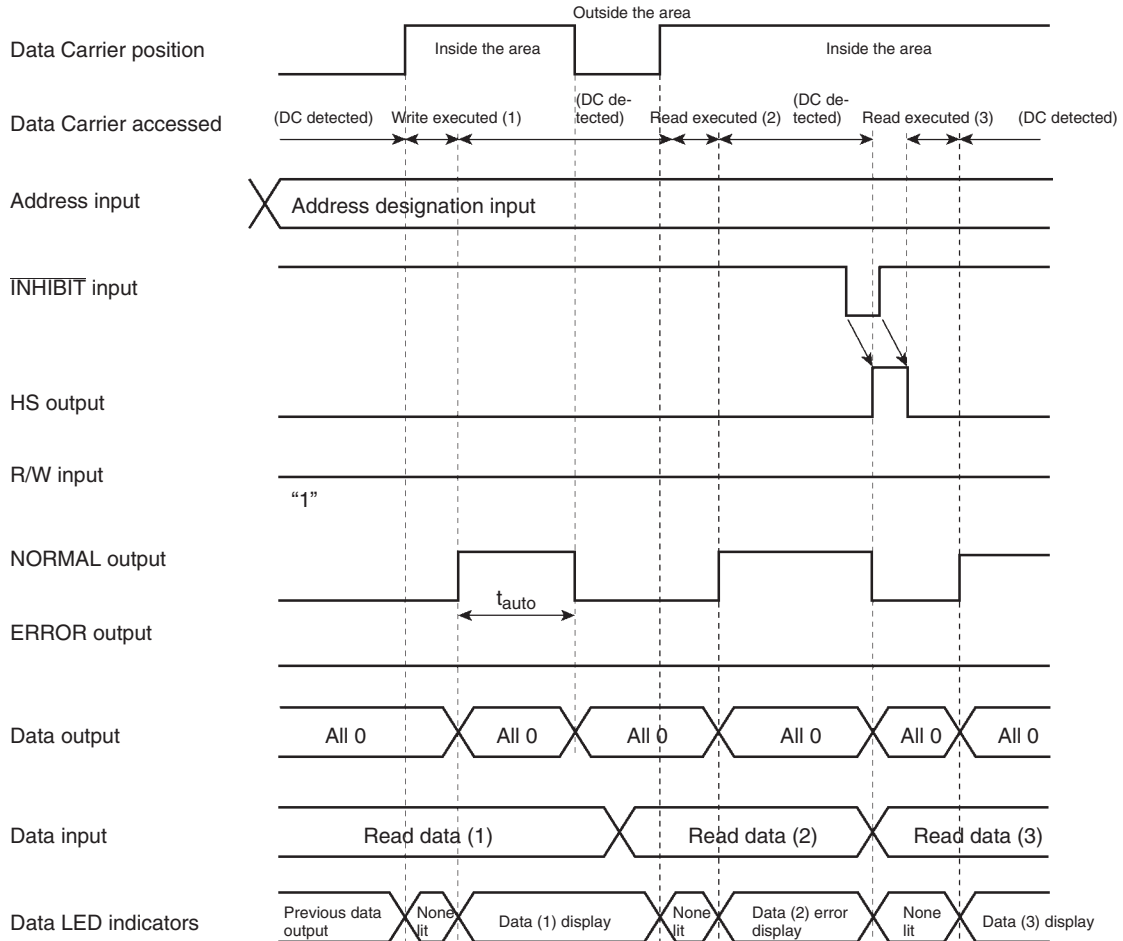 Outside the area
Data Carrier position
Inside the area
Inside the area
Data Carrier accessed
(DC detected)
Write executed (1)
(DC de-
tected)
Read executed (2)
(DC de-
tected)
Read executed (3)
(DC detected)
Address input
Address designation input
INHIBIT input
HS output
R/W input
“1”
NORMAL output
tauto
ERROR output
Data output
All 0
All 0
All 0
All 0
All 0
All 0
Data input
Read data (1)
Read data (2)
Read data (3)
Data LED indicators
Previous data
output
None
lit
Data (1) display
None
lit
Data (2) error
display
None
lit
Data (3) display